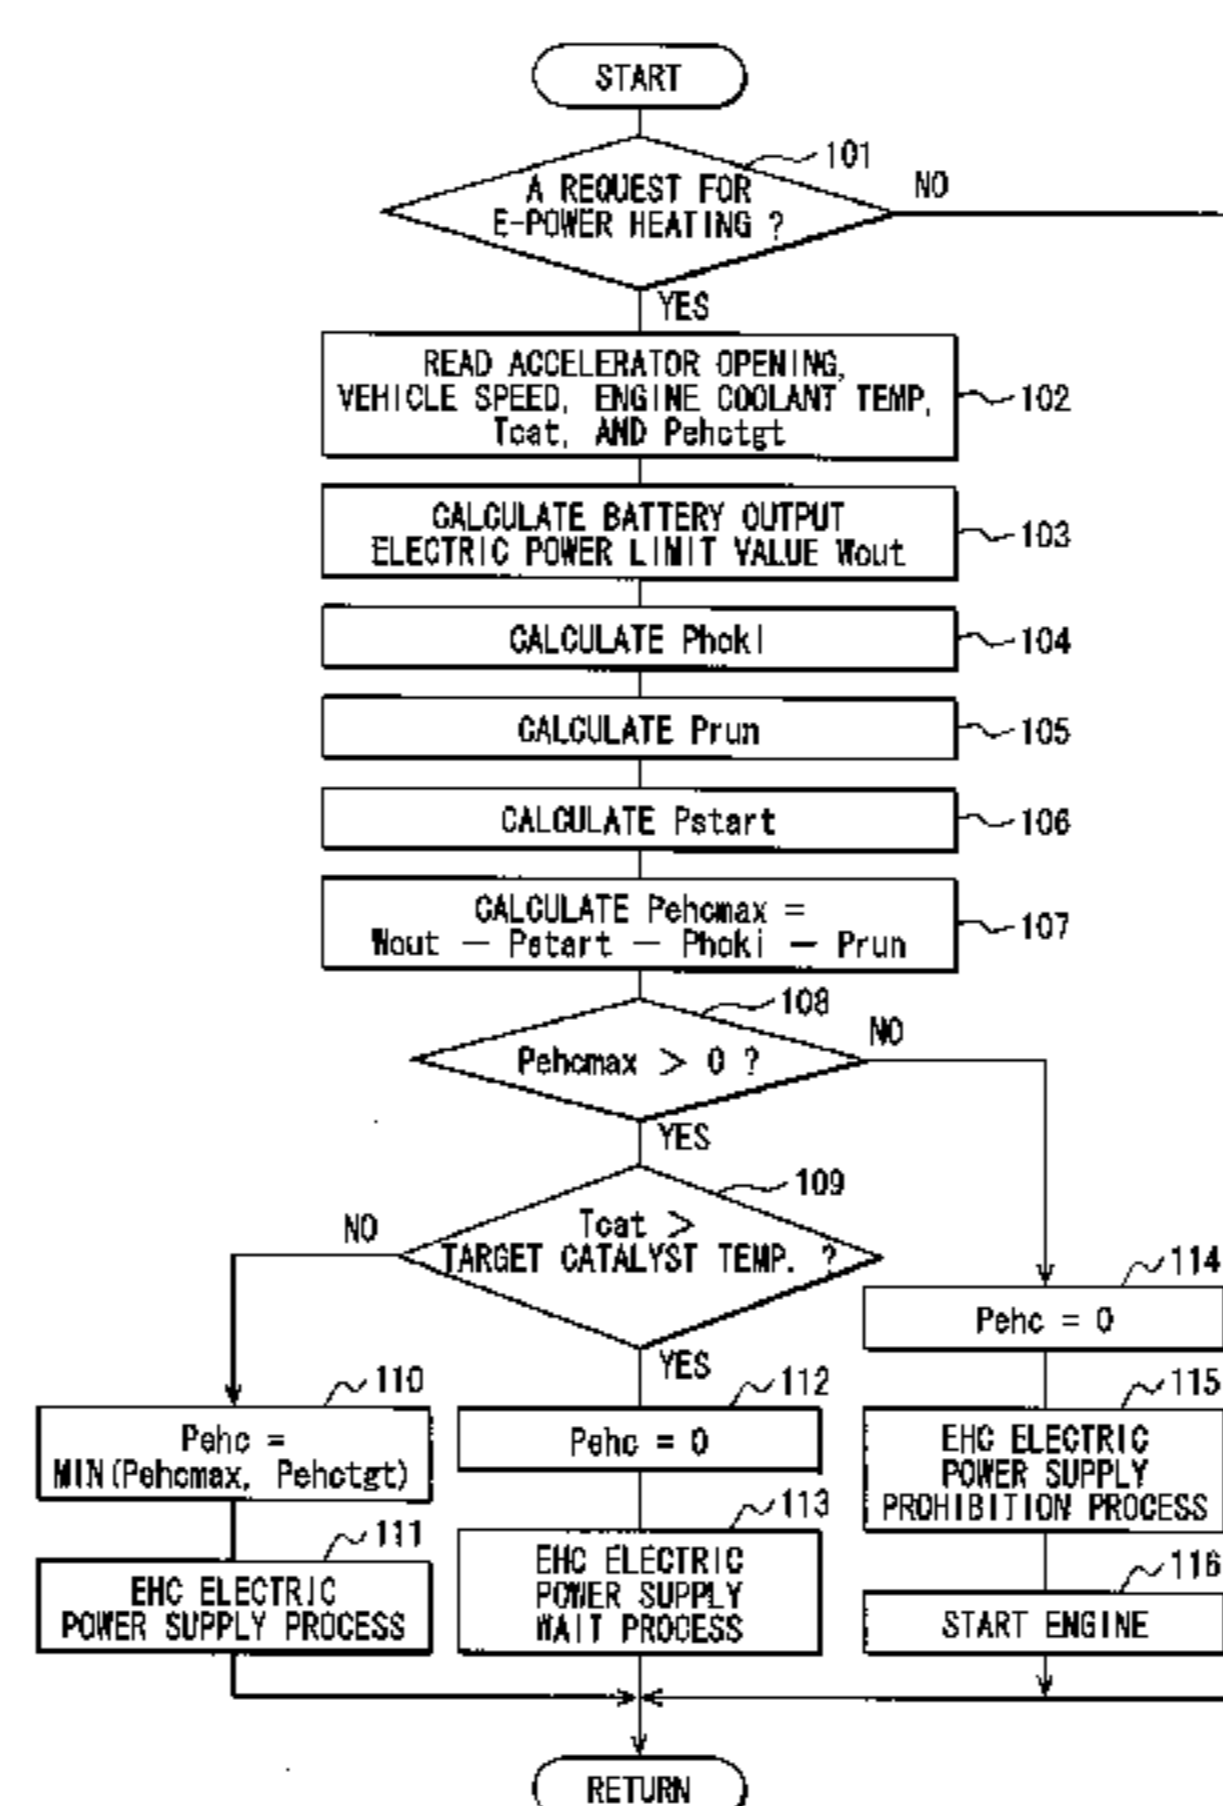 START
101
A REQUEST FOR
E-POWER HEATING ?
NO
YES
READ ACCELERATOR OPENING,
VEHICLE SPEED, ENGINE COOLANT TEMP,
Tcat, AND Pehctgt
102
CALCULATE BATTERY OUTPUT
ELECTRIC POWER LIMIT VALUE Wout
103
CALCULATE Phoki
104
CALCULATE Prun
105
CALCULATE Pstart
106
CALCULATE Pehcmax =
Wout - Pstart - Phoki - Prun
107
108
Pehcmax > 0 ?
NO
YES
109
Tcat >
TARGET CATALYST TEMP. ?
NO
YES
110
Pehc =
MIN(Pehcmax, Pehctgt)
111
EHC ELECTRIC
POWER SUPPLY PROCESS
112
Pehc = 0
113
EHC ELECTRIC
POWER SUPPLY
WAIT PROCESS
114
Pehc = 0
115
EHC ELECTRIC
POWER SUPPLY
PROHIBITION PROCESS
116
START ENGINE
RETURN